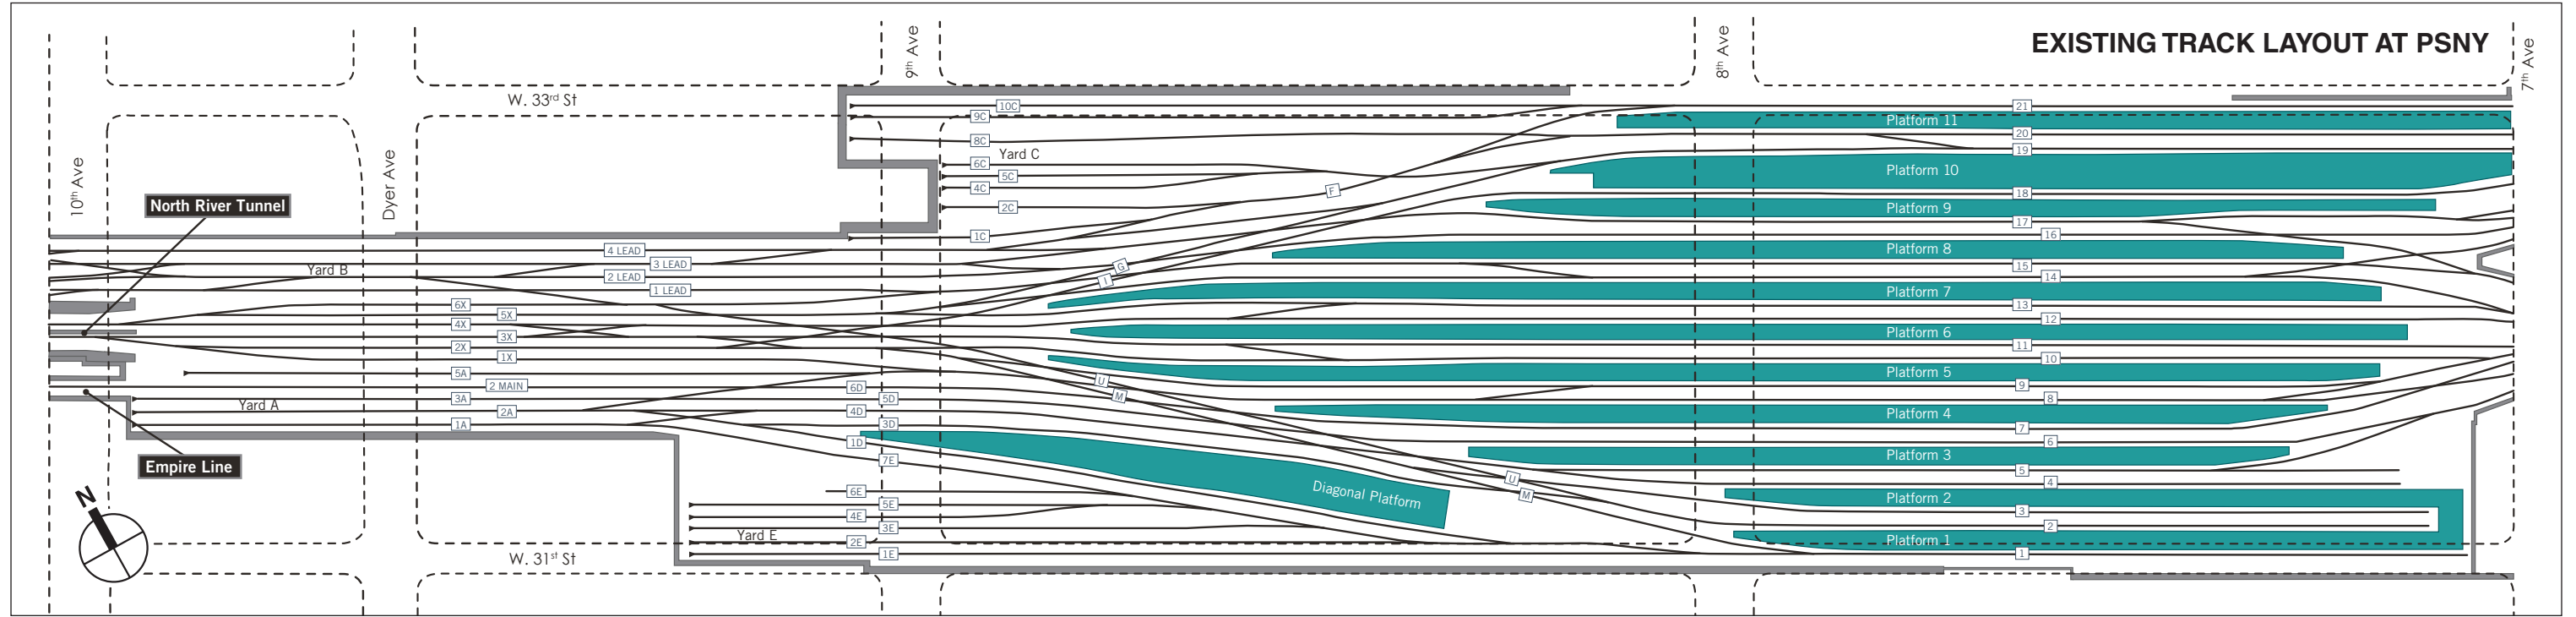 EXISTING TRACK LAYOUT AT PSNY
10th Ave
Dyer Ave
9th Ave
8th Ave
7th Ave
W. 33rd St
W. 31st St
North River Tunnel
Empire Line
N
Yard A
Yard B
Yard C
Yard E
4 LEAD
3 LEAD
2 LEAD
1 LEAD
6X
5X
4X
3X
2X
1X
5A
2 MAIN
3A
2A
1A
10C
9C
8C
6C
5C
4C
2C
1C
6D
5D
4D
3D
1D
7E
6E
5E
4E
3E
2E
1E
F
G
I
U
M
U
M
21
Platform 11
20
19
Platform 10
18
Platform 9
17
16
Platform 8
15
14
Platform 7
13
12
Platform 6
11
10
Platform 5
9
8
Platform 4
7
6
Platform 3
5
4
Platform 2
3
2
Platform 1
1
Diagonal Platform